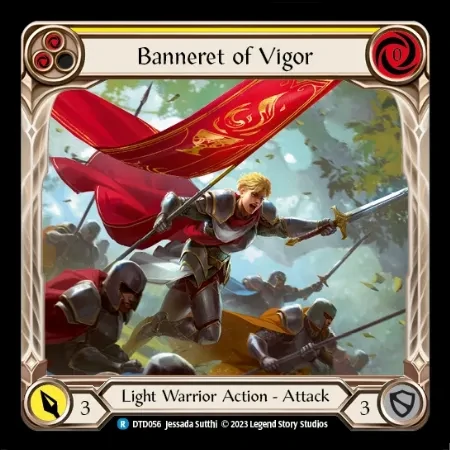 Banneret of Vigor
0
Light Warrior Action - Attack
3
3
R DTD056 Jessada Sutthi © 2023 Legend Story Studios